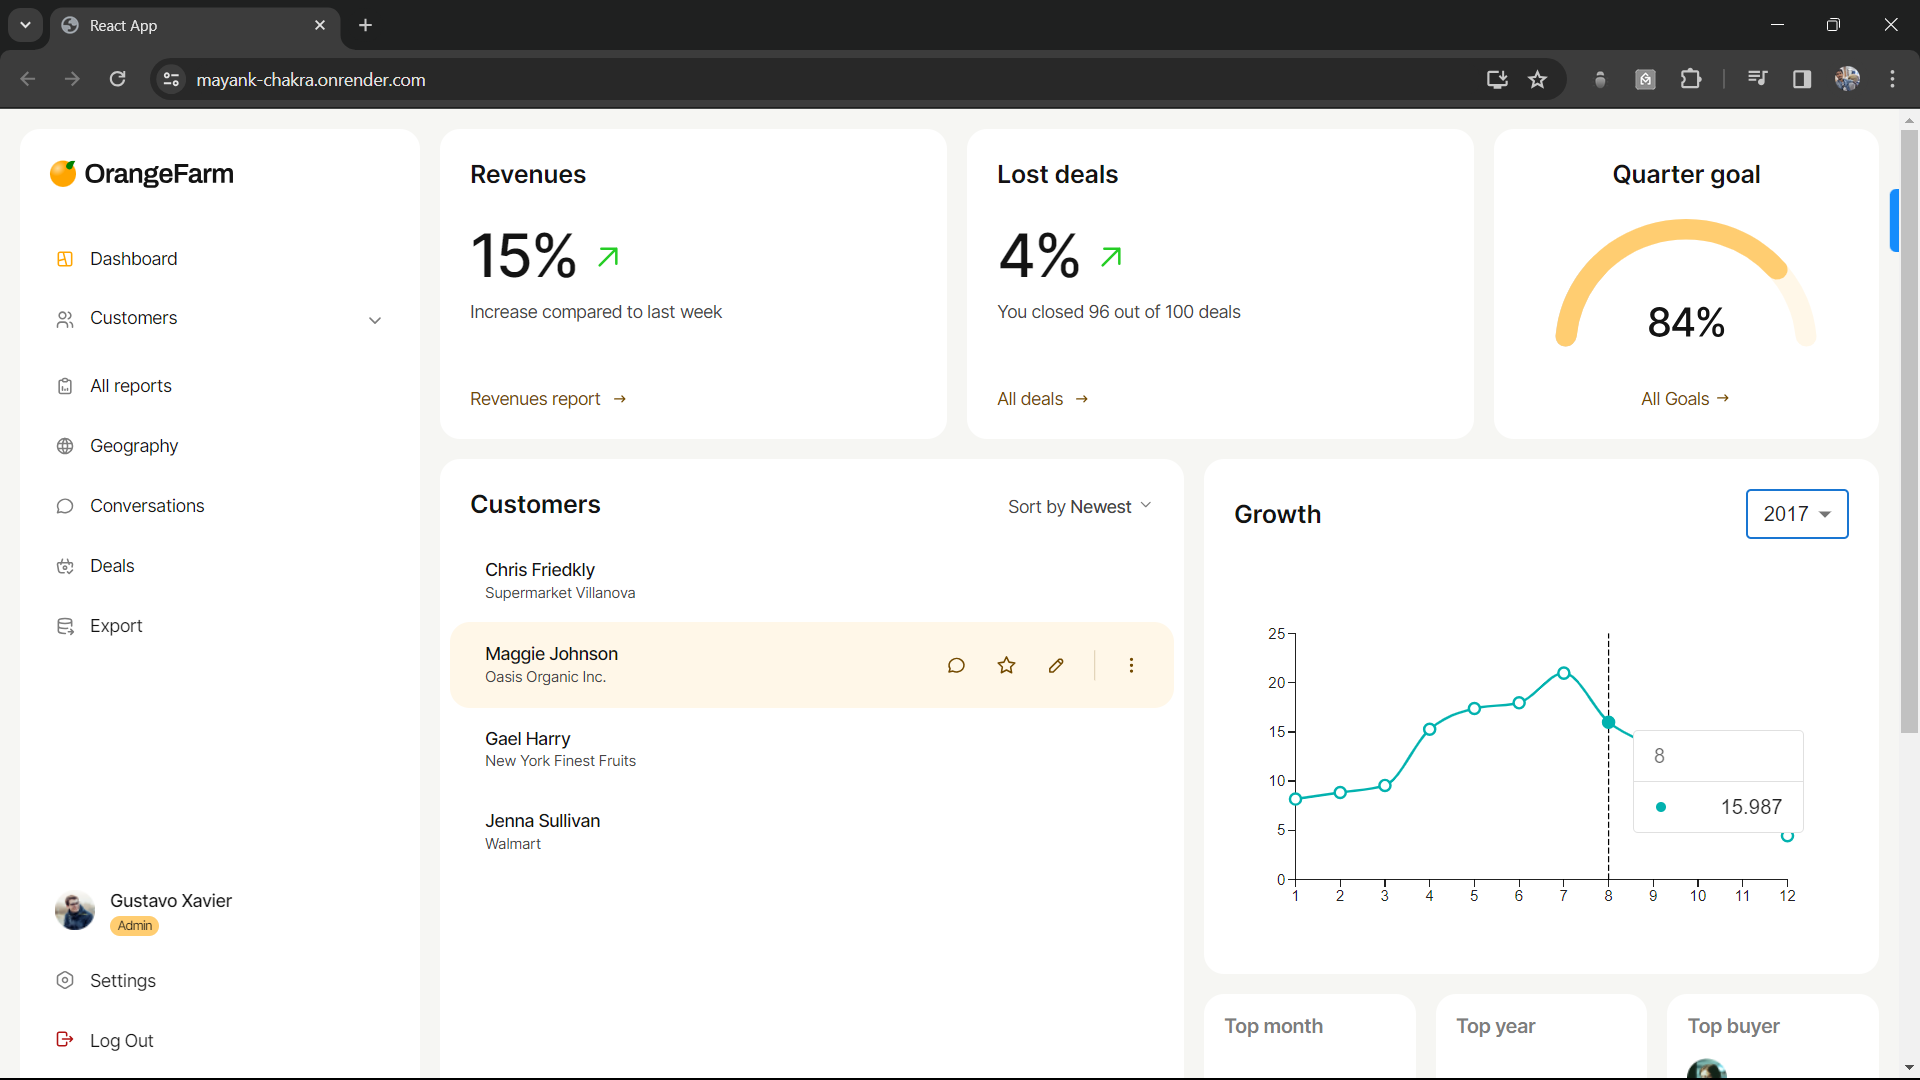 React App
mayank-chakra.onrender.com
OrangeFarm
Dashboard
Customers
All reports
Geography
Conversations
Deals
Export
Gustavo Xavier
Admin
Settings
Log Out
Revenues
15%
Increase compared to last week
Revenues report →
Lost deals
4%
You closed 96 out of 100 deals
All deals →
Quarter goal
84%
All Goals →
Customers
Sort by Newest
Chris Friedkly
Supermarket Villanova
Maggie Johnson
Oasis Organic Inc.
Gael Harry
New York Finest Fruits
Jenna Sullivan
Walmart
Growth
2017
25
20
15
10
5
0
1 2 3 4 5 6 7 8 9 10 11 12
8
15.987
Top month
Top year
Top buyer